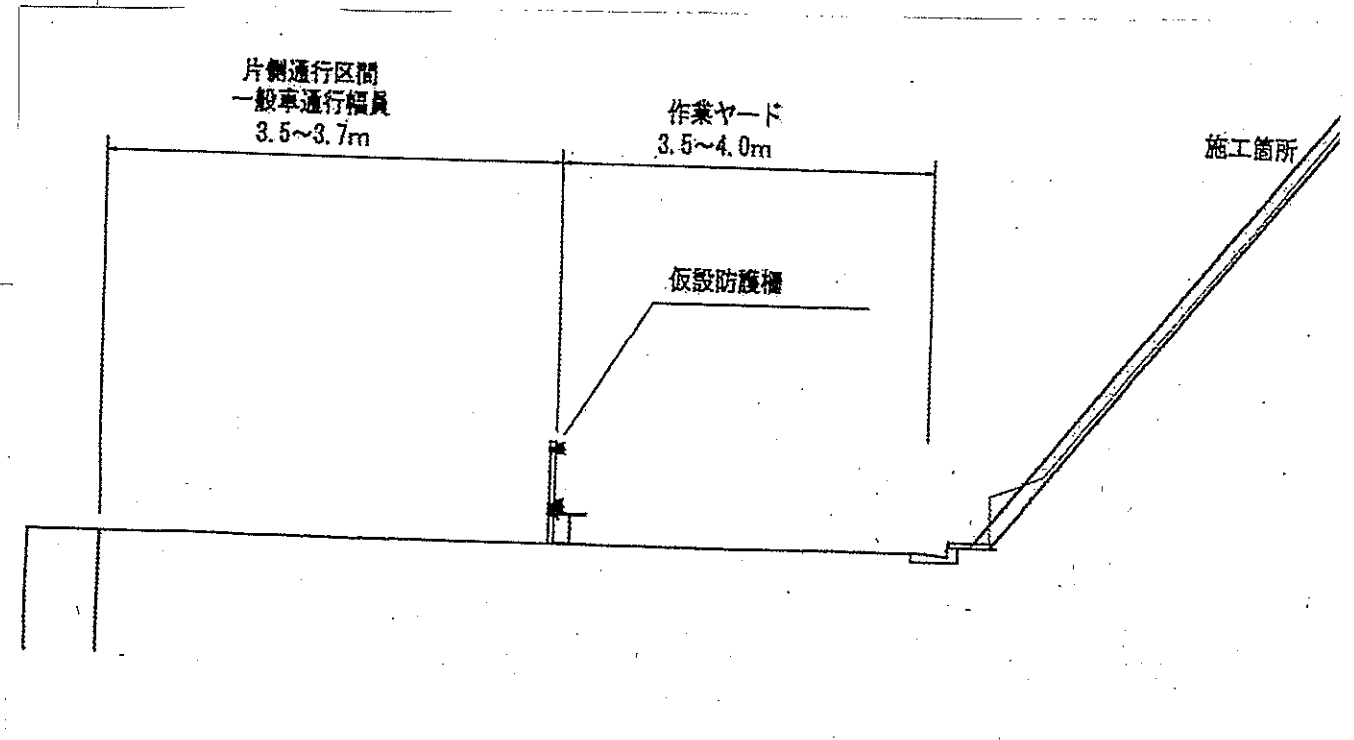 片側通行区間
一般車通行幅員
3.5～3.7m
作業ヤード
3.5～4.0m
施工箇所
仮設防護柵